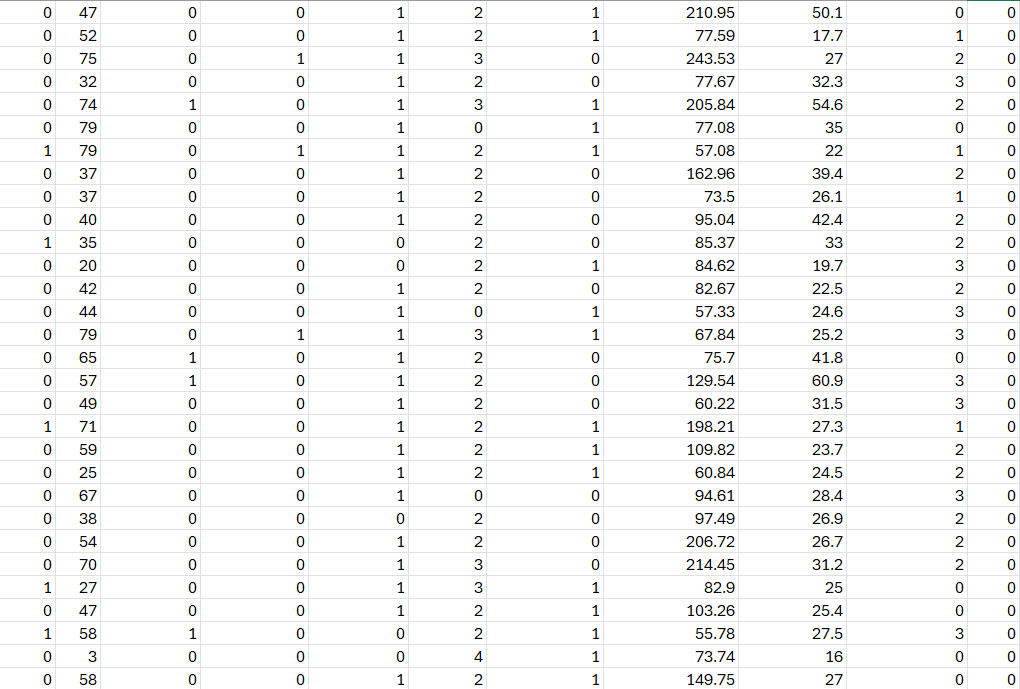 0 47 0 0 1 2 1 210.95 50.1 0 0
0 52 0 0 1 2 1 77.59 17.7 1 0
0 75 0 1 1 3 0 243.53 27 2 0
0 32 0 0 1 2 0 77.67 32.3 3 0
0 74 1 0 1 3 1 205.84 54.6 2 0
0 79 0 0 1 0 1 77.08 35 0 0
1 79 0 1 1 2 1 57.08 22 1 0
0 37 0 0 1 2 0 162.96 39.4 2 0
0 37 0 0 1 2 0 73.5 26.1 1 0
0 40 0 0 1 2 0 95.04 42.4 2 0
1 35 0 0 0 2 0 85.37 33 2 0
0 20 0 0 0 2 1 84.62 19.7 3 0
0 42 0 0 1 2 0 82.67 22.5 2 0
0 44 0 0 1 0 1 57.33 24.6 3 0
0 79 0 1 1 3 1 67.84 25.2 3 0
0 65 1 0 1 2 0 75.7 41.8 0 0
0 57 1 0 1 2 0 129.54 60.9 3 0
0 49 0 0 1 2 0 60.22 31.5 3 0
1 71 0 0 1 2 1 198.21 27.3 1 0
0 59 0 0 1 2 1 109.82 23.7 2 0
0 25 0 0 1 2 1 60.84 24.5 2 0
0 67 0 0 1 0 0 94.61 28.4 3 0
0 38 0 0 0 2 0 97.49 26.9 2 0
0 54 0 0 1 2 0 206.72 26.7 2 0
0 70 0 0 1 3 0 214.45 31.2 2 0
1 27 0 0 1 3 1 82.9 25 0 0
0 47 0 0 1 2 1 103.26 25.4 0 0
1 58 1 0 0 2 1 55.78 27.5 3 0
0 3 0 0 0 4 1 73.74 16 0 0
0 58 0 0 1 2 1 149.75 27 0 0